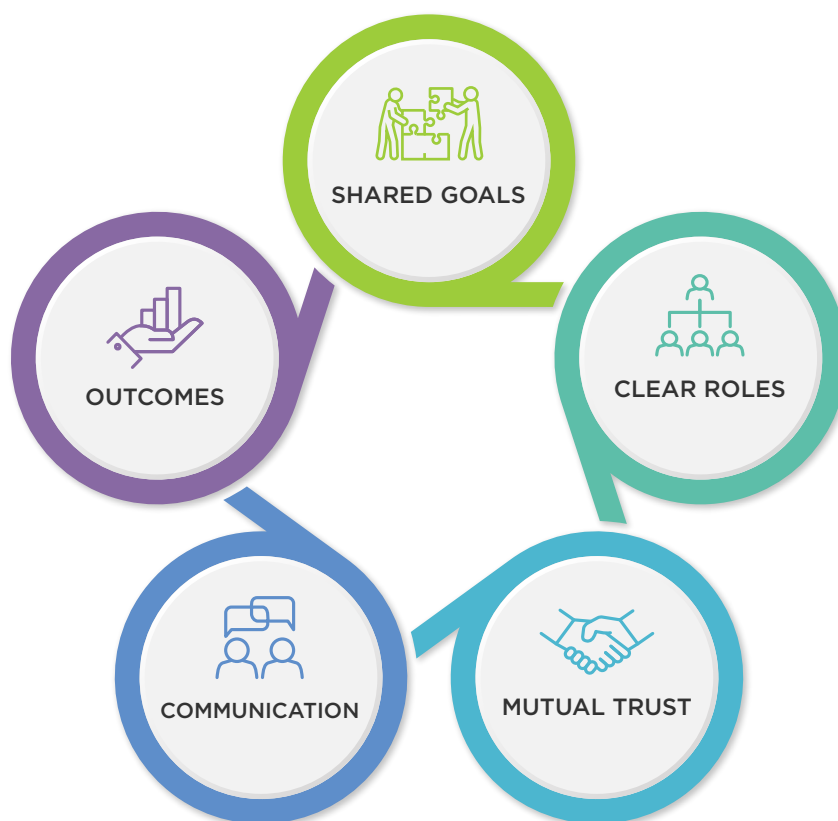 SHARED GOALS
CLEAR ROLES
MUTUAL TRUST
COMMUNICATION
OUTCOMES